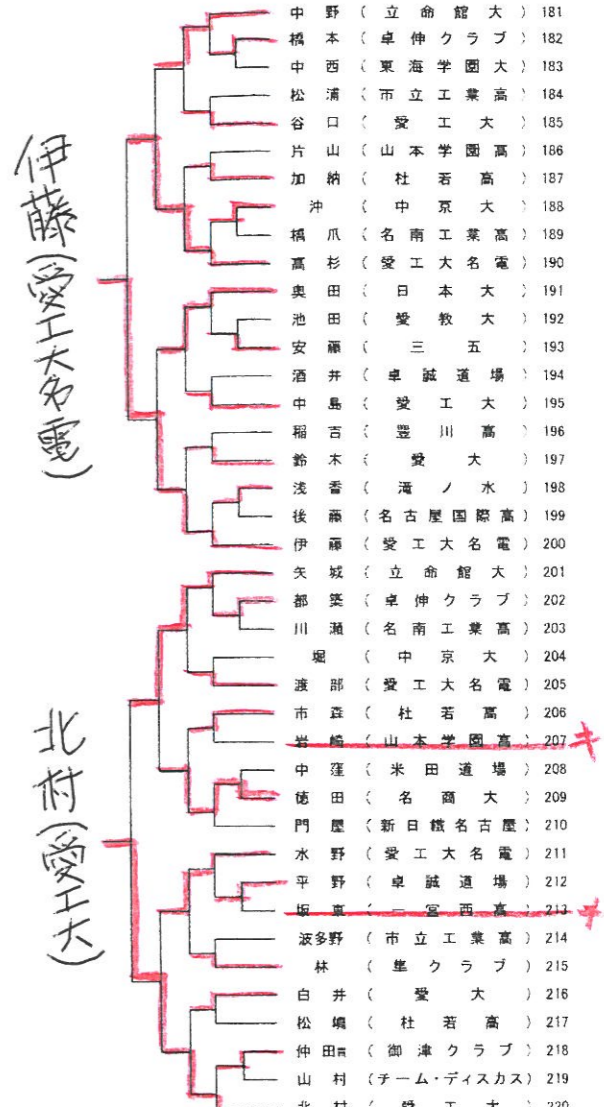 伊藤(愛工大名電)
北村(愛工大)
中野(立命館大)181
橋本(卓伸クラブ)182
中西(東海学園大)183
松浦(市立工業高)184
谷口(愛工大)185
片山(山本学園高)186
加納(杜若高)187
沖(中京大)188
橋爪(名南工業高)189
高杉(愛工大名電)190
奥田(日本大)191
池田(愛教大)192
安藤(三五)193
酒井(卓誠道場)194
中島(愛工大)195
稲吉(豊川高)196
鈴木(愛大)197
浅香(滝ノ水)198
後藤(名古屋国際高)199
伊藤(愛工大名電)200
矢城(立命館大)201
都築(卓伸クラブ)202
川瀬(名南工業高)203
堀(中京大)204
渡部(愛工大名電)205
市森(杜若高)206
岩崎(山本学園高)207 キ
中窪(米田道場)208
徳田(名商大)209
門屋(新日鐵名古屋)210
水野(愛工大名電)211
平野(卓誠道場)212
坂東(一宮西高)213 キ
波多野(市立工業高)214
林(隼クラブ)215
白井(愛大)216
松嶋(杜若高)217
仲田(御津クラブ)218
山村(チーム・ディスカス)219
北村(愛工大)220